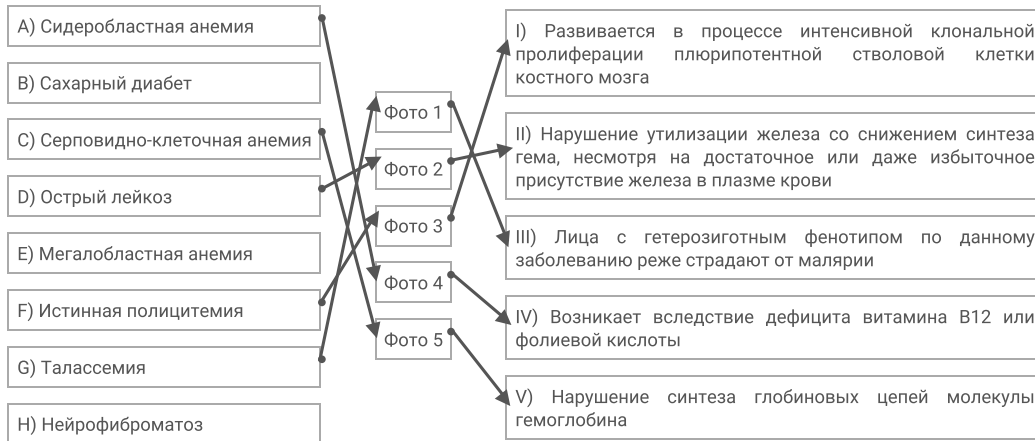 A) Сидеробластная анемия
B) Сахарный диабет
C) Серповидно-клеточная анемия
D) Острый лейкоз
E) Мегалобластная анемия
F) Истинная полицитемия
G) Талассемия
H) Нейрофиброматоз
Фото 1
Фото 2
Фото 3
Фото 4
Фото 5
I) Развивается в процессе интенсивной клональной
пролиферации плюрипотентной стволовой клетки
костного мозга
II) Нарушение утилизации железа со снижением синтеза
гема, несмотря на достаточное или даже избыточное
присутствие железа в плазме крови
III) Лица с гетерозиготным фенотипом по данному
заболеванию реже страдают от малярии
IV) Возникает вследствие дефицита витамина B12 или
фолиевой кислоты
V) Нарушение синтеза глобиновых цепей молекулы
гемоглобина